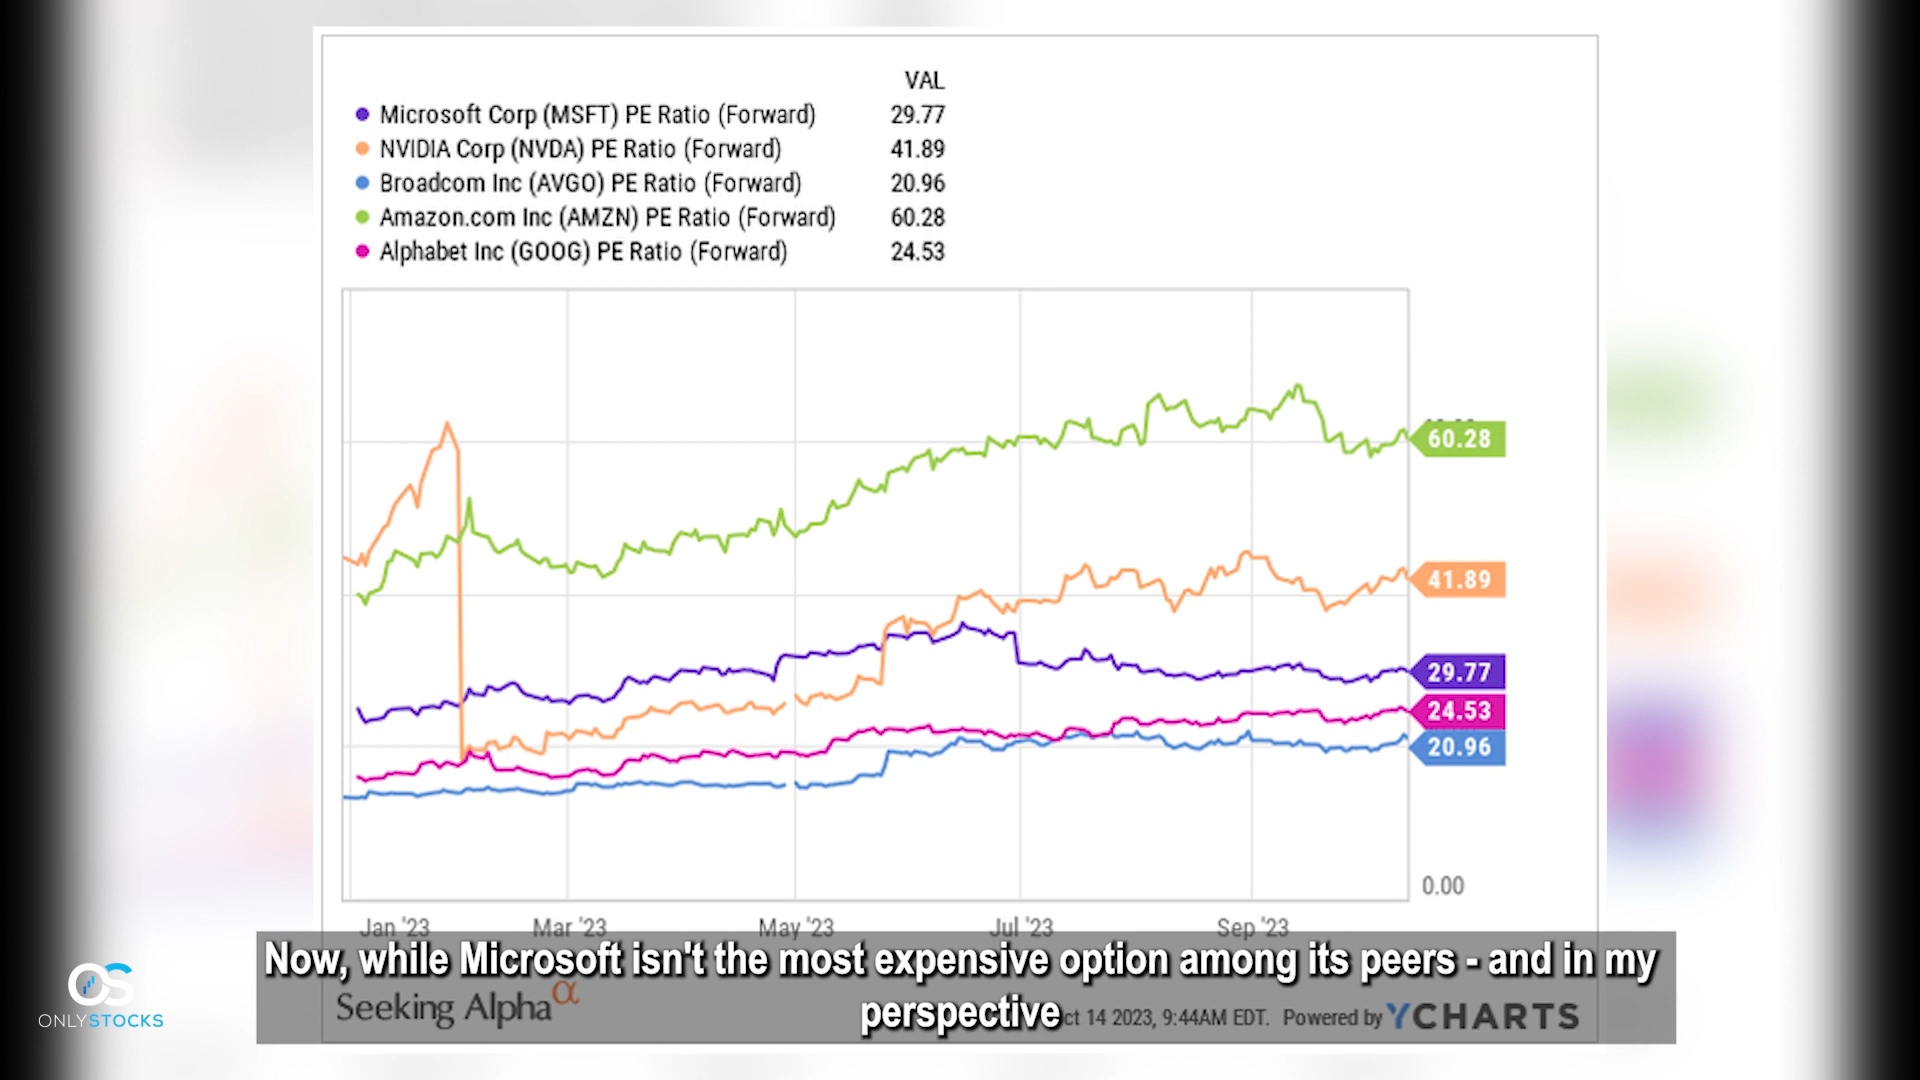 VAL
Microsoft Corp (MSFT) PE Ratio (Forward) 29.77
NVIDIA Corp (NVDA) PE Ratio (Forward) 41.89
Broadcom Inc (AVGO) PE Ratio (Forward) 20.96
Amazon.com Inc (AMZN) PE Ratio (Forward) 60.28
Alphabet Inc (GOOG) PE Ratio (Forward) 24.53
60.28
41.89
29.77
24.53
20.96
0.00
Jan '23 Mar '23 May '23 Jul '23 Sep '23
Now, while Microsoft isn't the most expensive option among its peers - and in my
perspective
Seeking Alphaα
ct 14 2023, 9:44AM EDT. Powered by YCHARTS
OS
ONLYSTOCKS